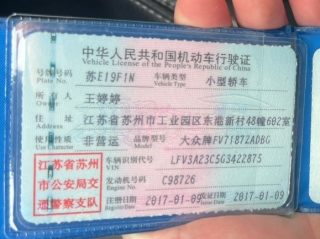 中华人民共和国机动车行驶证
Vehicle License of the People's Republic of China
号牌号码 苏E19F1N 车辆类型 小型轿车
Plate No. Vehicle Type
所有人 王婷婷
Owner
住址 江苏省苏州市工业园区东港新村48幢602室
Address
使用性质 非营运 品牌型号 大众牌FV7187ZADBG
Use Character Model
江苏省苏州
市公安局交
通警察支队
车辆识别代号 LFV3AZ3C5G3422875
VIN
发动机号码 C98726
Engine No.
注册日期 2017-01-09 发证日期 2017-01-09
Register Date Issue Date